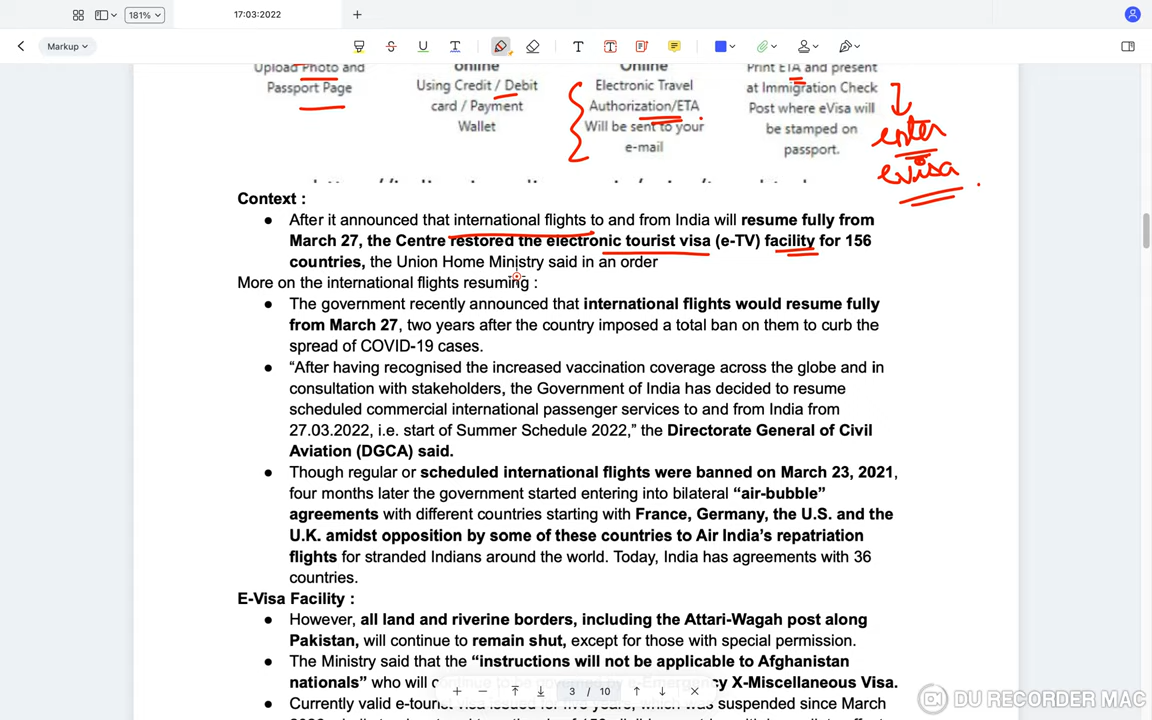 181%
17:03:2022
Markup
Upload Photo and
Passport Page
online
Using Credit / Debit
card / Payment
Wallet
Online
Electronic Travel
Authorization/ETA
Will be sent to your
e-mail
Print ETA and present
at Immigration Check
Post where eVisa will
be stamped on
passport.
enter
evisa
Context :
● After it announced that international flights to and from India will resume fully from
March 27, the Centre restored the electronic tourist visa (e-TV) facility for 156
countries, the Union Home Ministry said in an order
More on the international flights resuming :
● The government recently announced that international flights would resume fully
from March 27, two years after the country imposed a total ban on them to curb the
spread of COVID-19 cases.
● “After having recognised the increased vaccination coverage across the globe and in
consultation with stakeholders, the Government of India has decided to resume
scheduled commercial international passenger services to and from India from
27.03.2022, i.e. start of Summer Schedule 2022,” the Directorate General of Civil
Aviation (DGCA) said.
● Though regular or scheduled international flights were banned on March 23, 2021,
four months later the government started entering into bilateral “air-bubble”
agreements with different countries starting with France, Germany, the U.S. and the
U.K. amidst opposition by some of these countries to Air India’s repatriation
flights for stranded Indians around the world. Today, India has agreements with 36
countries.
E-Visa Facility :
● However, all land and riverine borders, including the Attari-Wagah post along
Pakistan, will continue to remain shut, except for those with special permission.
● The Ministry said that the “instructions will not be applicable to Afghanistan
nationals” who will X-Miscellaneous Visa.
3 / 10
● Currently valid e-tourist visa issued for five years, which was suspended since March
DU RECORDER MAC